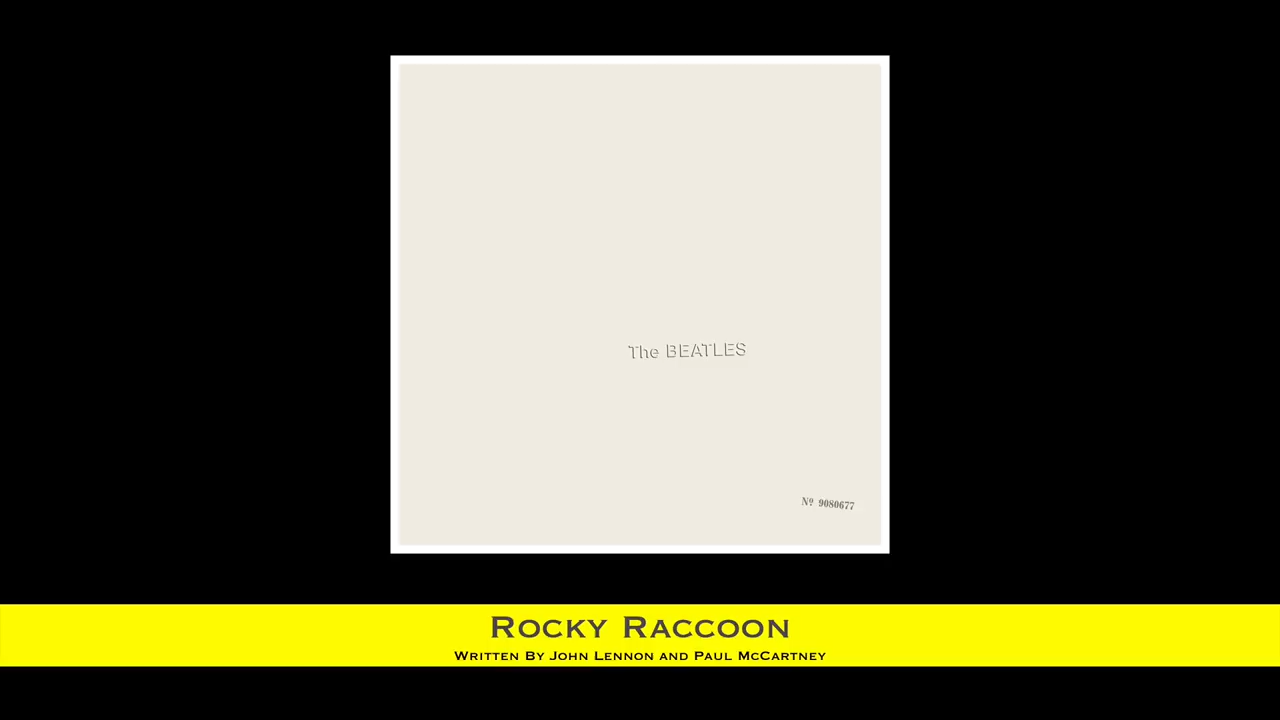 The BEATLES
Nº 9080677
Rocky Raccoon
Written By John Lennon and Paul McCartney